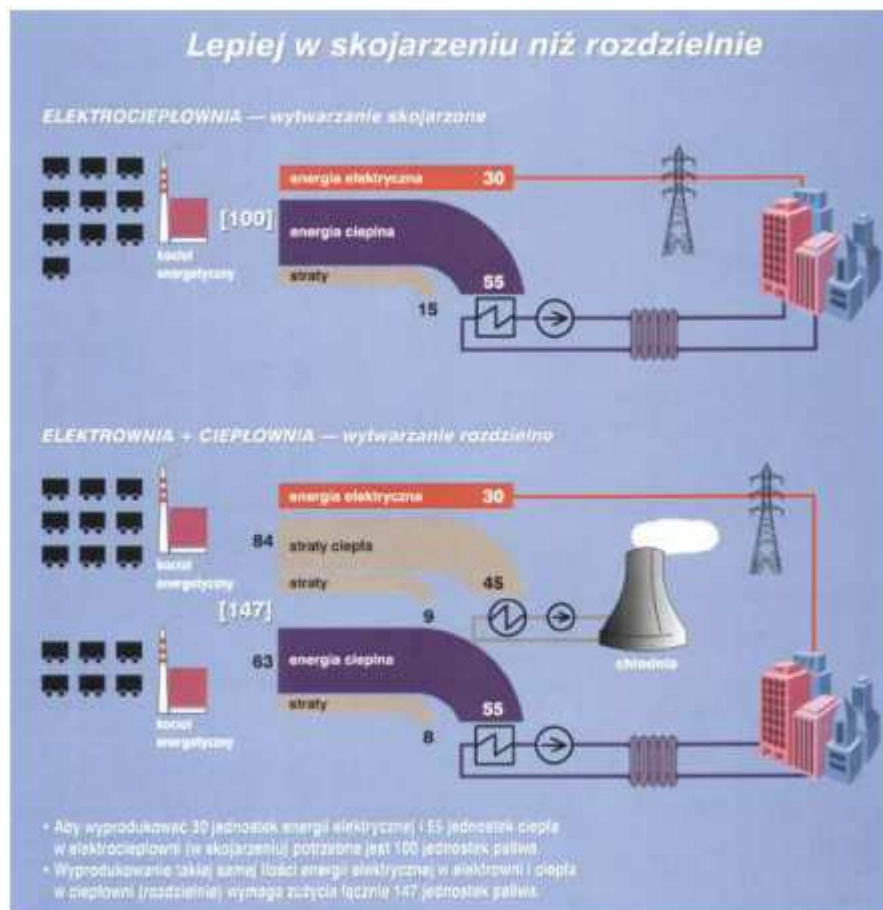 Lepiej w skojarzeniu niż rozdzielnie
ELEKTROCIEPŁOWNIA — wytwarzanie skojarzone
energia elektryczna 30
[100]
energia cieplna
kocioł
energetyczny
straty
55
15
ELEKTROWNIA + CIEPŁOWNIA — wytwarzanie rozdzielne
energia elektryczna 30
84
straty ciepła
kocioł
energetyczny
straty
45
[147]
9
63
energia cieplna
chłodnia
straty
55
kocioł
energetyczny
8
• Aby wyprodukować 30 jednostek energii elektrycznej i 55 jednostek ciepła
w elektrociepłowni (w skojarzeniu) potrzebne jest 100 jednostek paliwa.
• Wyprodukowanie takiej samej ilości energii elektrycznej w elektrowni i ciepła
w ciepłowni (rozdzielnie) wymaga zużycia łącznie 147 jednostek paliwa.